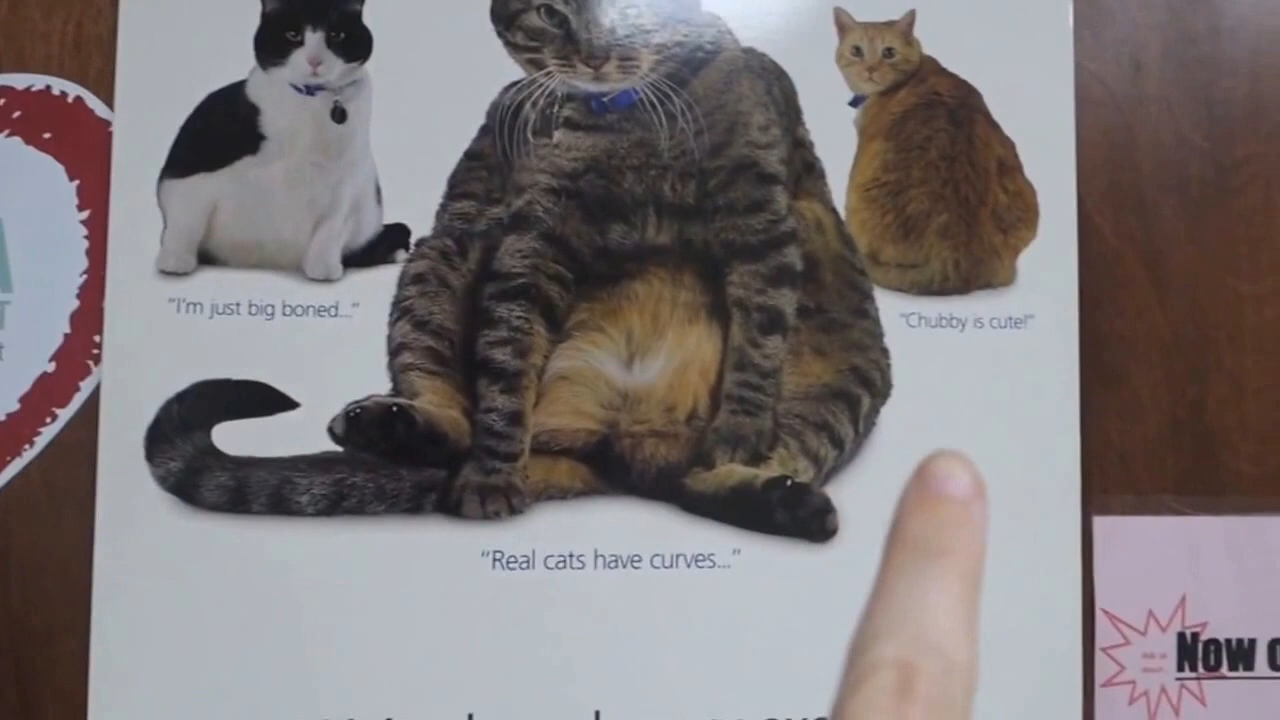 "I'm just big boned..."
"Chubby is cute!"
"Real cats have curves..."
Now